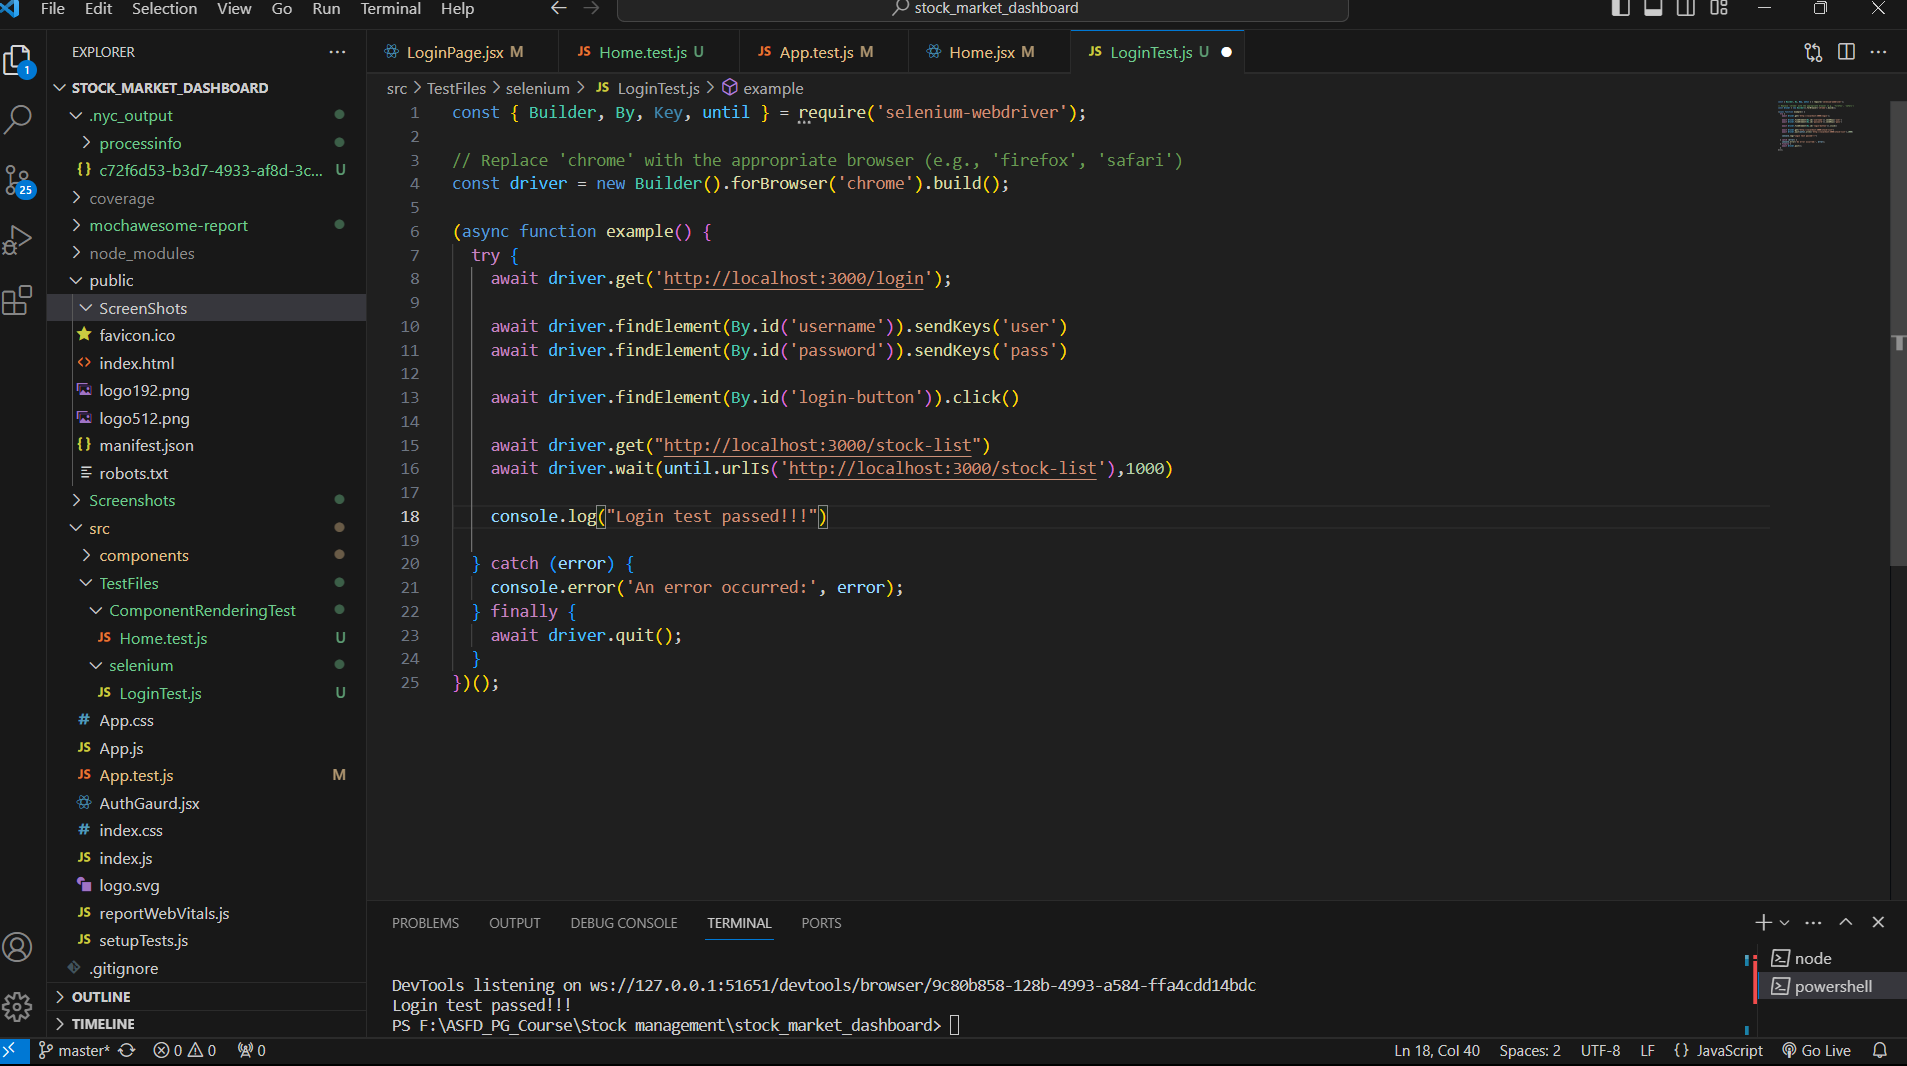 File Edit Selection View Go Run Terminal Help
stock_market_dashboard
EXPLORER
LoginPage.jsx M
Home.test.js U
App.test.js M
Home.jsx M
LoginTest.js U
STOCK_MARKET_DASHBOARD
.nyc_output
processinfo
c72f6d53-b3d7-4933-af8d-3c... U
coverage
mochawesome-report
node_modules
public
ScreenShots
favicon.ico
index.html
logo192.png
logo512.png
manifest.json
robots.txt
Screenshots
src
components
TestFiles
ComponentRenderingTest
Home.test.js U
selenium
LoginTest.js U
App.css
App.js
App.test.js M
AuthGaurd.jsx
index.css
index.js
logo.svg
reportWebVitals.js
setupTests.js
.gitignore
OUTLINE
TIMELINE
1
25
src > TestFiles > selenium > JS LoginTest.js > example
1 const { Builder, By, Key, until } = require('selenium-webdriver');
2
3 // Replace 'chrome' with the appropriate browser (e.g., 'firefox', 'safari')
4 const driver = new Builder().forBrowser('chrome').build();
5
6 (async function example() {
7 try {
8 await driver.get('http://localhost:3000/login');
9
10 await driver.findElement(By.id('username')).sendKeys('user')
11 await driver.findElement(By.id('password')).sendKeys('pass')
12
13 await driver.findElement(By.id('login-button')).click()
14
15 await driver.get("http://localhost:3000/stock-list")
16 await driver.wait(until.urlIs('http://localhost:3000/stock-list'),1000)
17
18 console.log("Login test passed!!!")
19
20 } catch (error) {
21 console.error('An error occurred:', error);
22 } finally {
23 await driver.quit();
24 }
25 })();
PROBLEMS OUTPUT DEBUG CONSOLE TERMINAL PORTS
DevTools listening on ws://127.0.0.1:51651/devtools/browser/9c80b858-128b-4993-a584-ffa4cdd14bdc
Login test passed!!!
PS F:\ASFD_PG_Course\Stock management\stock_market_dashboard>
node
powershell
master* 0 0 0
Ln 18, Col 40 Spaces: 2 UTF-8 LF {} JavaScript Go Live